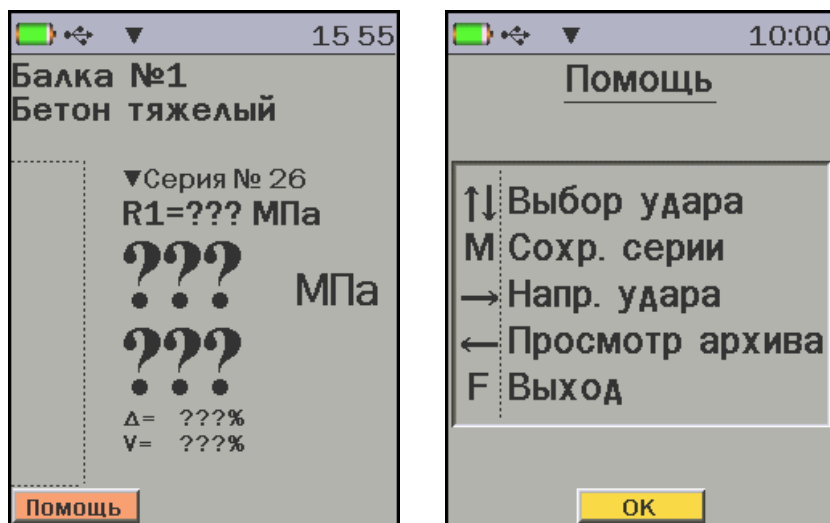 15 55
Балка №1
Бетон тяжелый
▼Серия № 26
R1=??? МПа
??? МПа
???
Δ= ???%
V= ???%
Помощь
10:00
Помощь
↑↓ Выбор удара
М Сохр. серии
→ Напр. удара
← Просмотр архива
F Выход
ОК